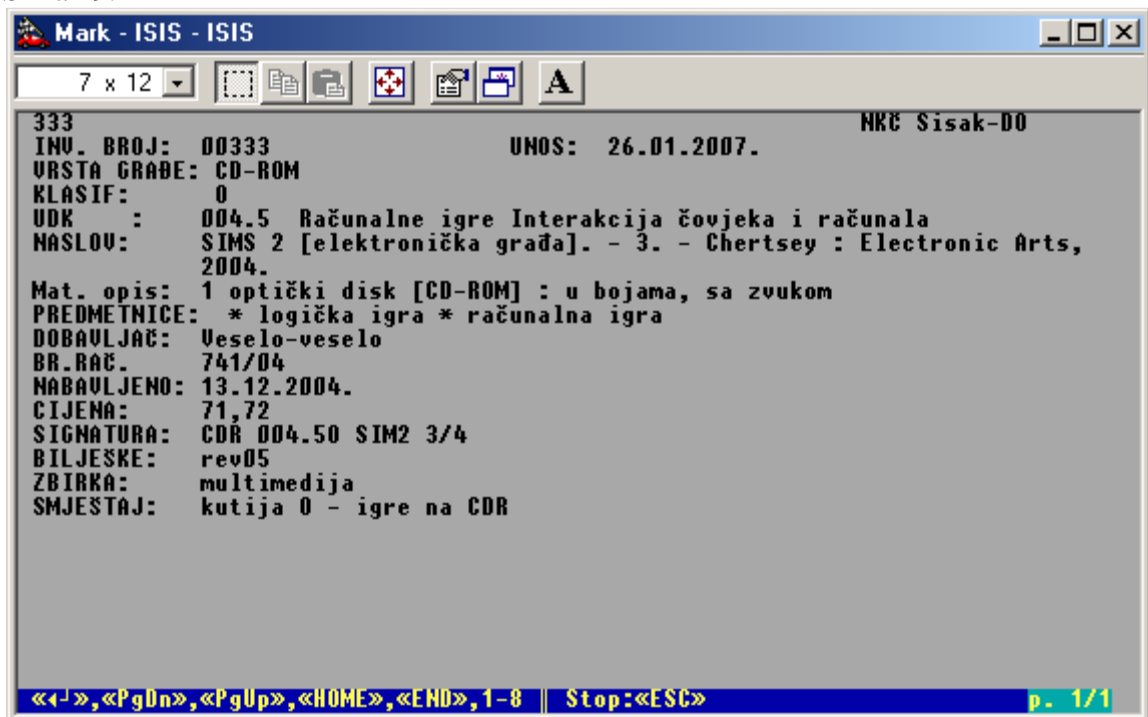 Mark - ISIS - ISIS
7 x 12
A
333 NKČ Sisak-DO
INV. BROJ: 00333 UNOS: 26.01.2007.
VRSTA GRAĐE: CD-ROM
KLASIF: 0
UDK : 004.5 Računalne igre Interakcija čovjeka i računala
NASLOV: SIMS 2 [elektronička građa]. - 3. - Chertsey : Electronic Arts,
2004.
Mat. opis: 1 optički disk [CD-ROM] : u bojama, sa zvukom
PREDMETNICE: * logička igra * računalna igra
DOBAVLJAČ: Veselo-veselo
BR.RAČ. 741/04
NABAVLJENO: 13.12.2004.
CIJENA: 71,72
SIGNATURA: CDR 004.50 SIM2 3/4
BILJEŠKE: rev05
ZBIRKA: multimedija
SMJEŠTAJ: kutija 0 - igre na CDR
«◄┘»,«PgDn»,«PgUp»,«HOME»,«END»,1-8 ║ Stop:«ESC» p. 1/1